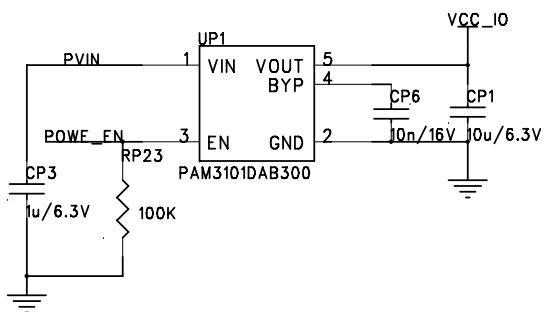 VCC_IO
UP1
PVIN 1 VIN VOUT 5
BYP 4
CP6 CP1
POWE_EN 3 EN GND 2 10n/16V 10u/6.3V
RP23
CP3 PAM3101DAB300
1u/6.3V 100K